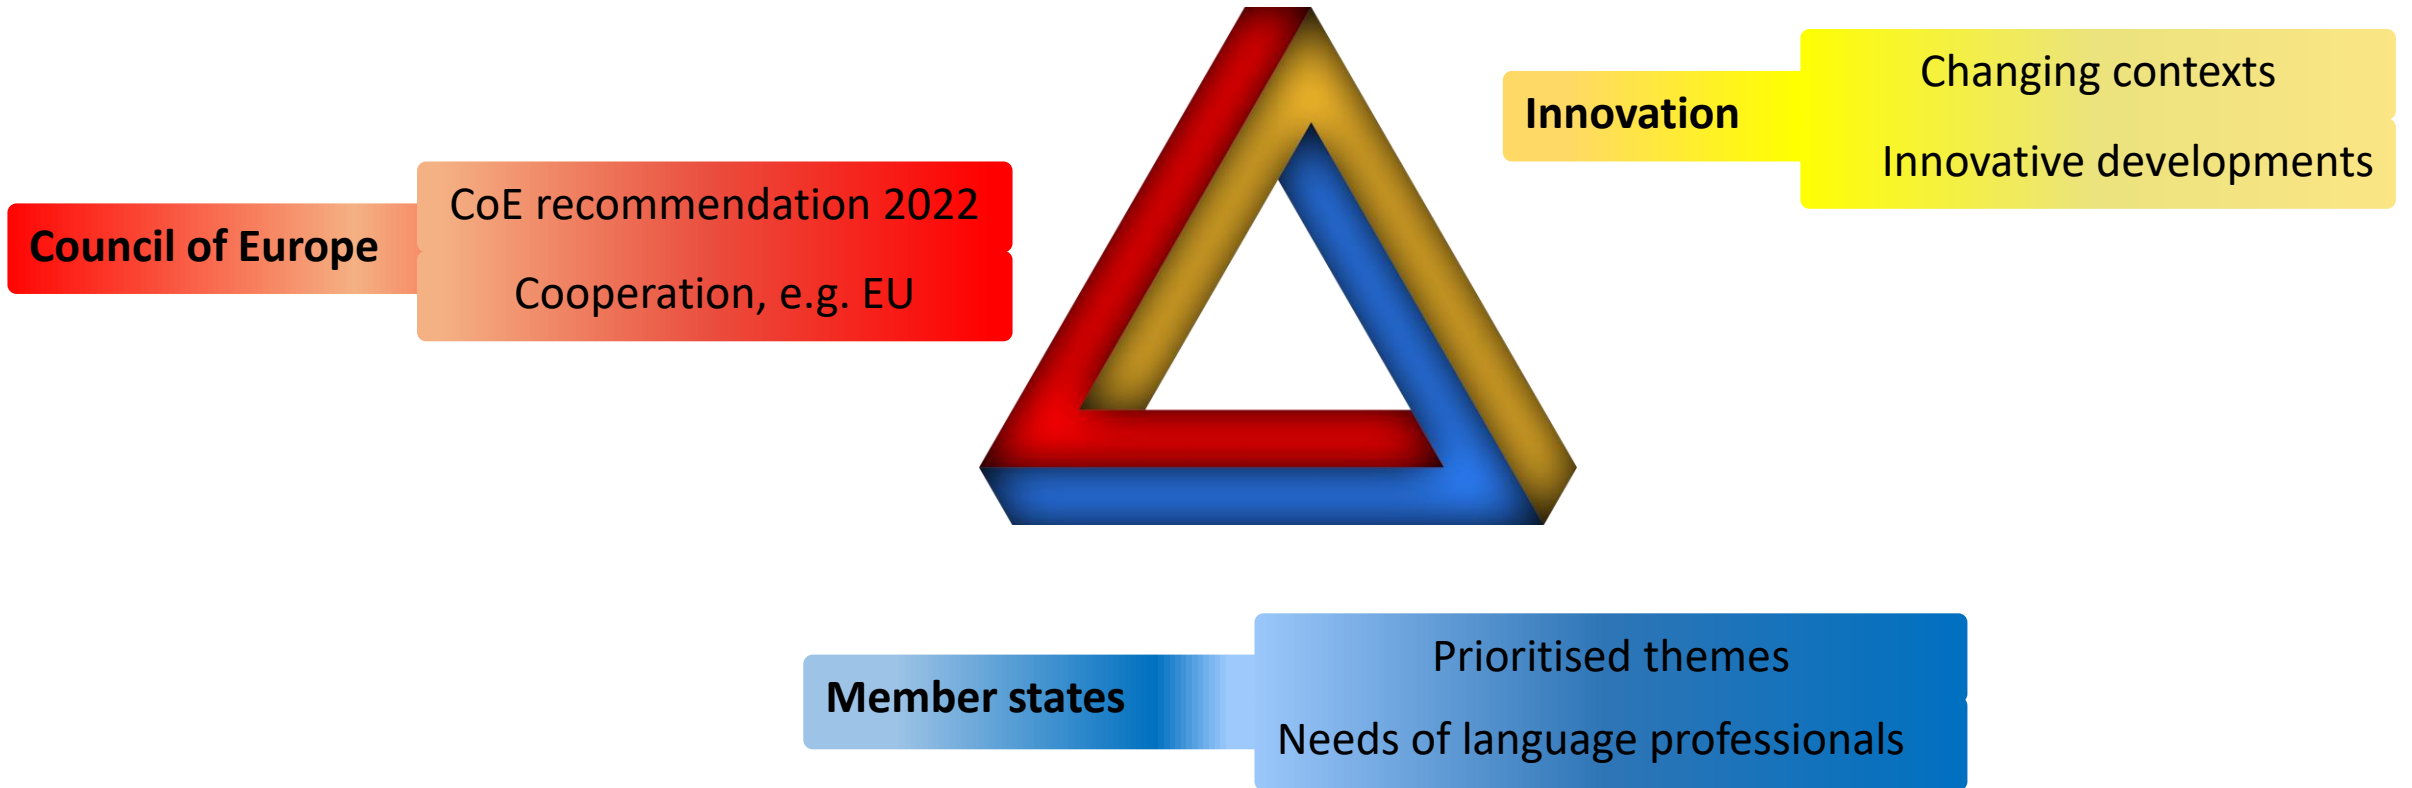 Council of Europe
CoE recommendation 2022
Cooperation, e.g. EU
Innovation
Changing contexts
Innovative developments
Member states
Prioritised themes
Needs of language professionals